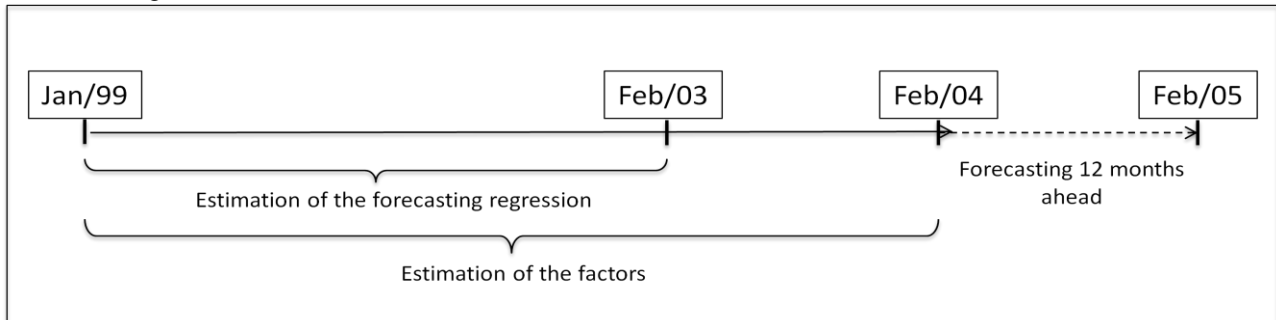 Jan/99
Feb/03
Feb/04
Feb/05
Estimation of the forecasting regression
Forecasting 12 months
ahead
Estimation of the factors